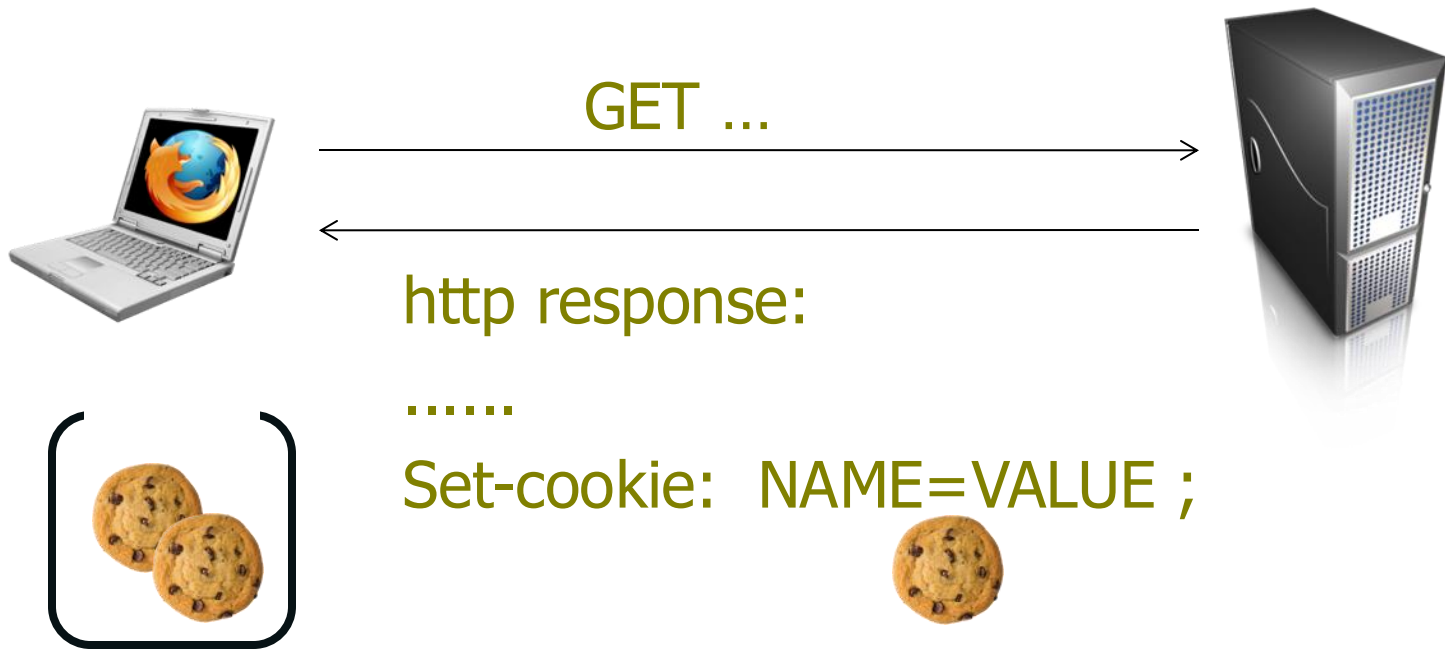 GET ...
http response:
......
Set-cookie: NAME=VALUE ;